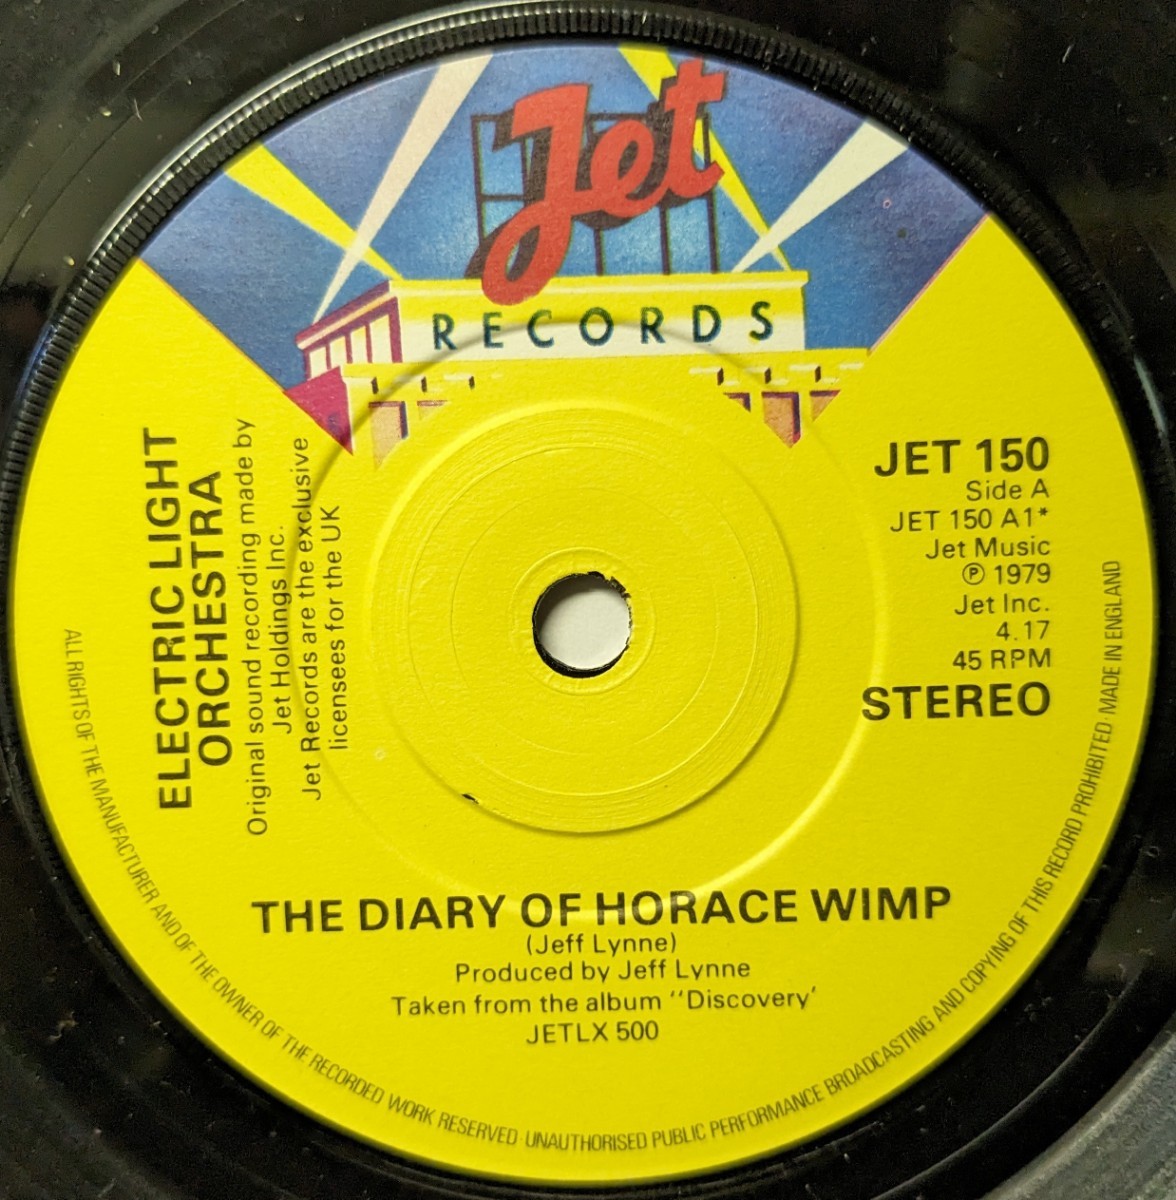 Jet
RECORDS
ELECTRIC LIGHT
ORCHESTRA
Original sound recording made by
Jet Holdings Inc.
Jet Records are the exclusive
licensees for the UK
JET 150
Side A
JET 150 A1*
Jet Music
℗ 1979
Jet Inc.
4.17
45 RPM
STEREO
THE DIARY OF HORACE WIMP
(Jeff Lynne)
Produced by Jeff Lynne
Taken from the album "Discovery'
JETLX 500
ALL RIGHTS OF THE MANUFACTURER AND OF THE OWNER OF THE RECORDED WORK RESERVED · UNAUTHORISED PUBLIC PERFORMANCE BROADCASTING AND COPYING OF THIS RECORD PROHIBITED · MADE IN ENGLAND